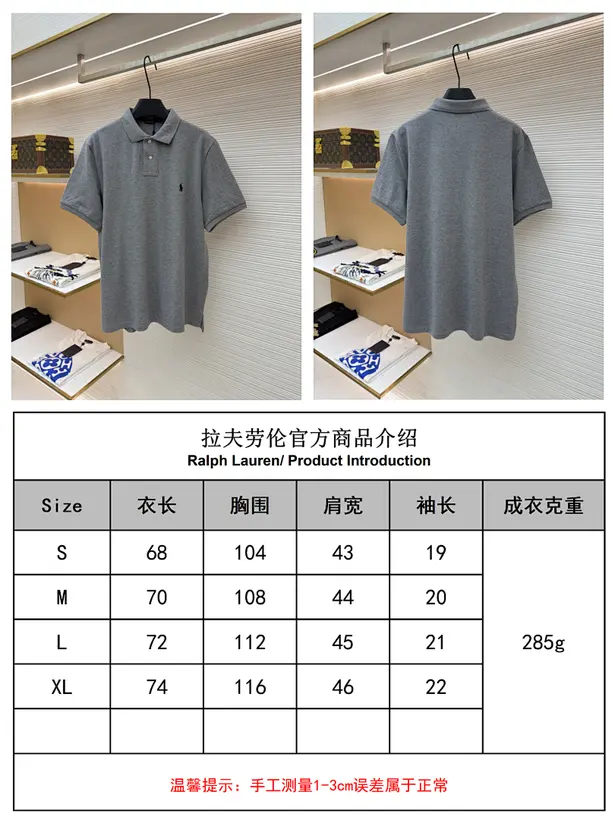 拉夫劳伦官方商品介绍
Ralph Lauren/ Product Introduction
Size 衣长 胸围 肩宽 袖长 成衣克重
S 68 104 43 19
M 70 108 44 20
L 72 112 45 21
XL 74 116 46 22
285g
温馨提示：手工测量1-3cm误差属于正常